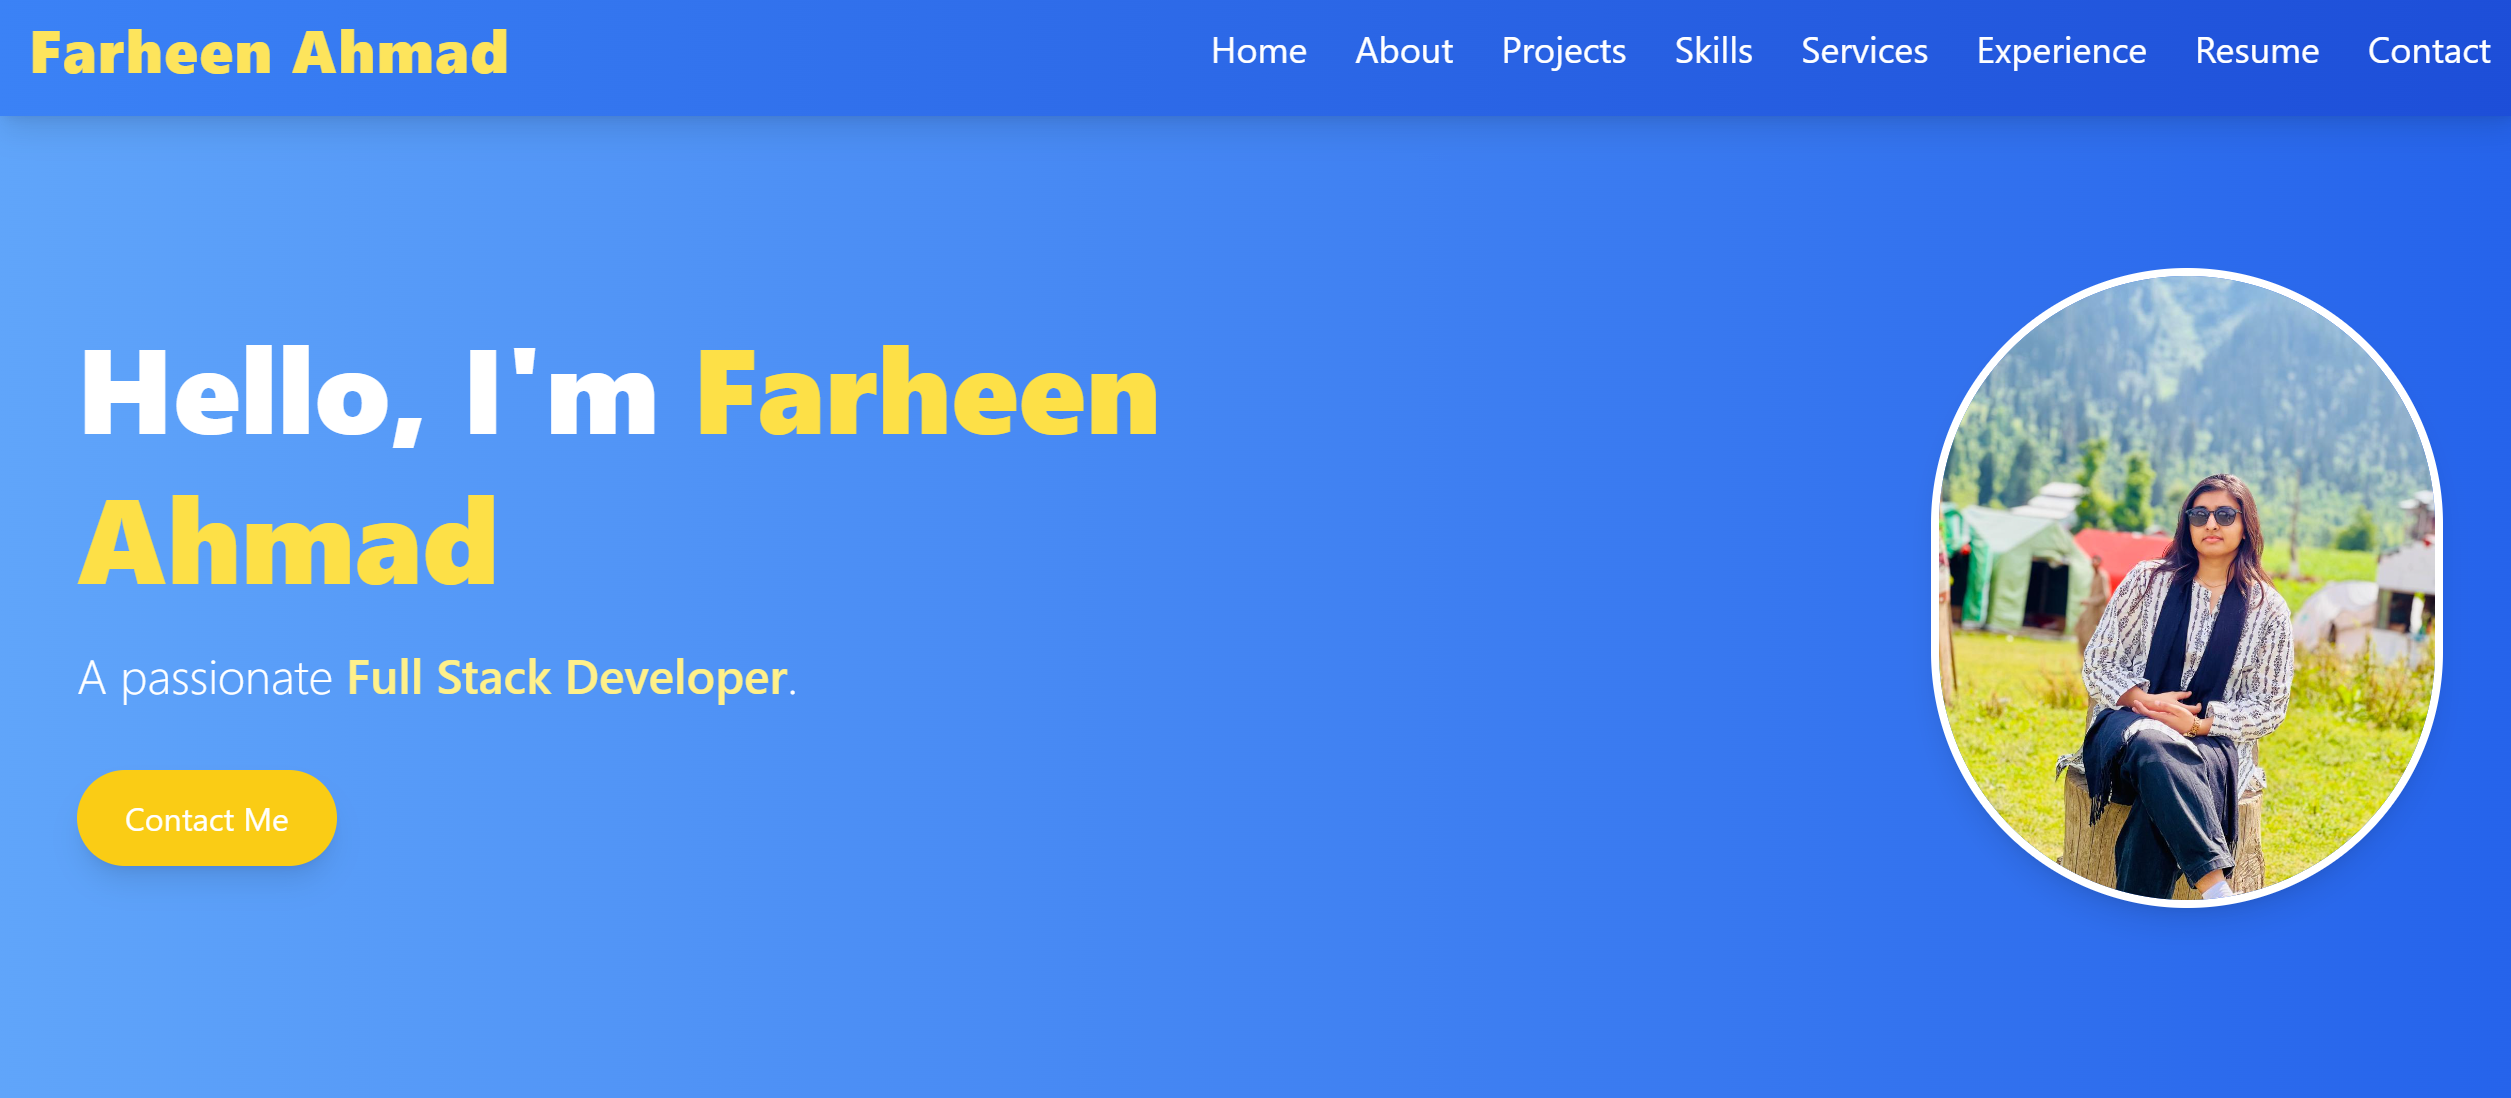 Farheen Ahmad
Home About Projects Skills Services Experience Resume Contact
Hello, I'm Farheen
Ahmad
A passionate Full Stack Developer.
Contact Me